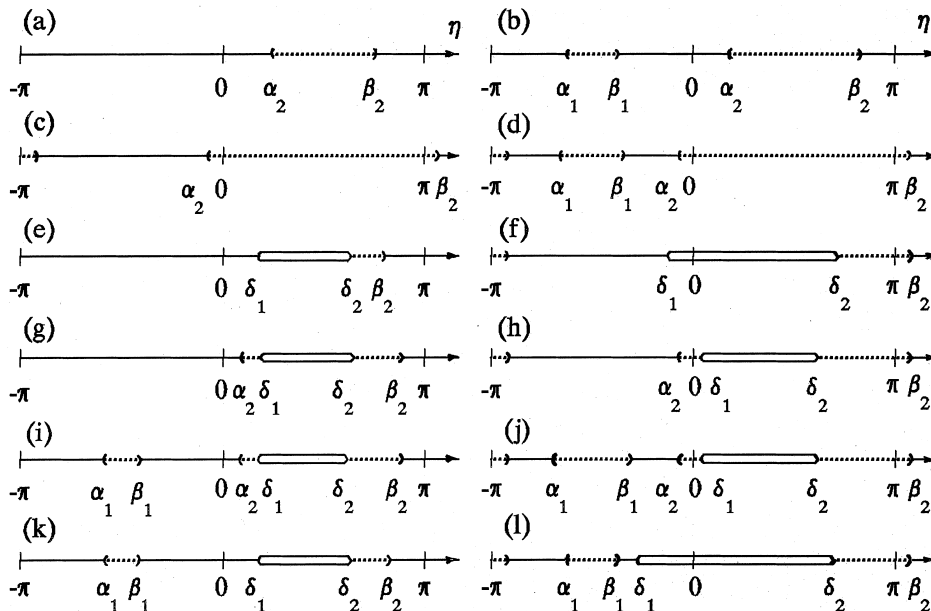 (a) η (b) η
-π 0 α₂ β₂ π -π α₁ β₁ 0 α₂ β₂ π
(c) (d)
-π α₂ 0 π β₂ -π α₁ β₁ α₂ 0 π β₂
(e) (f)
-π 0 δ₁ δ₂ β₂ π -π δ₁ 0 δ₂ π β₂
(g) (h)
-π 0 α₂ δ₁ δ₂ β₂ π -π α₂ 0 δ₁ δ₂ π β₂
(i) (j)
-π α₁ β₁ 0 α₂ δ₁ δ₂ β₂ π -π α₁ β₁ α₂ 0 δ₁ δ₂ π β₂
(k) (l)
-π α₁ β₁ 0 δ₁ δ₂ β₂ π -π α₁ β₁ δ₁ 0 δ₂ π β₂